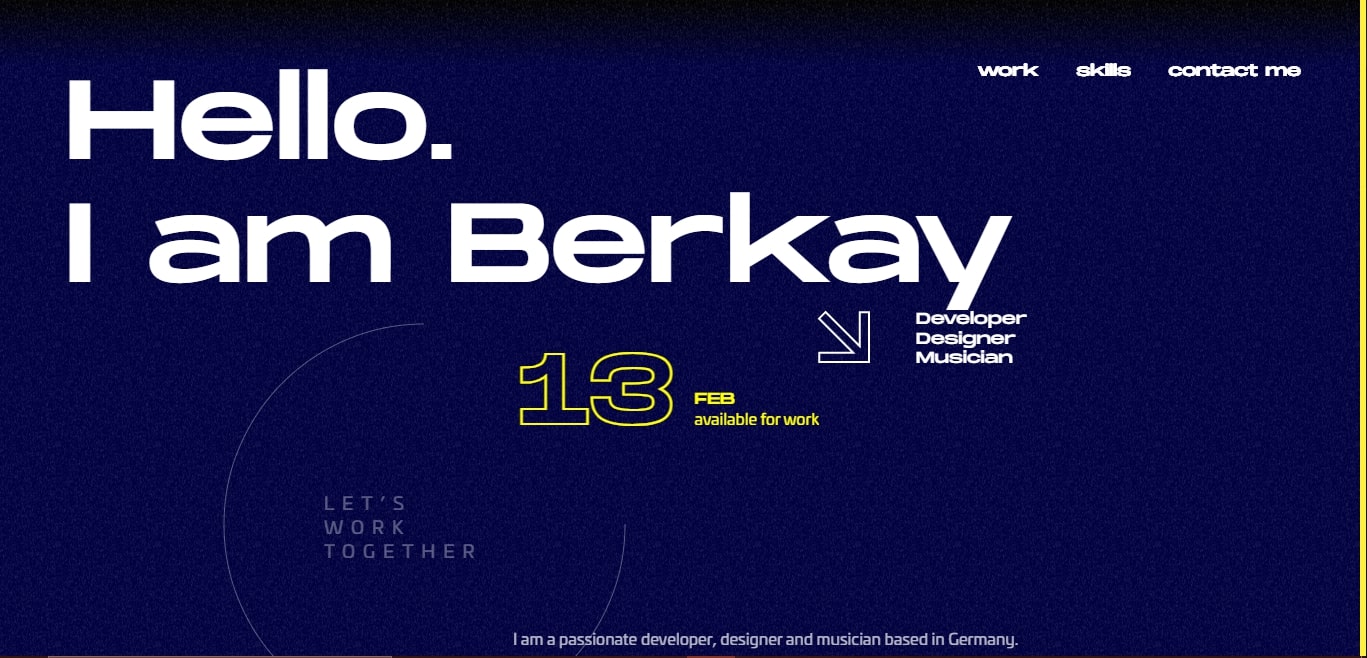 work skills contact me
Hello.
I am Berkay
Developer
Designer
Musician
13
FEB
available for work
LET'S
WORK
TOGETHER
I am a passionate developer, designer and musician based in Germany.